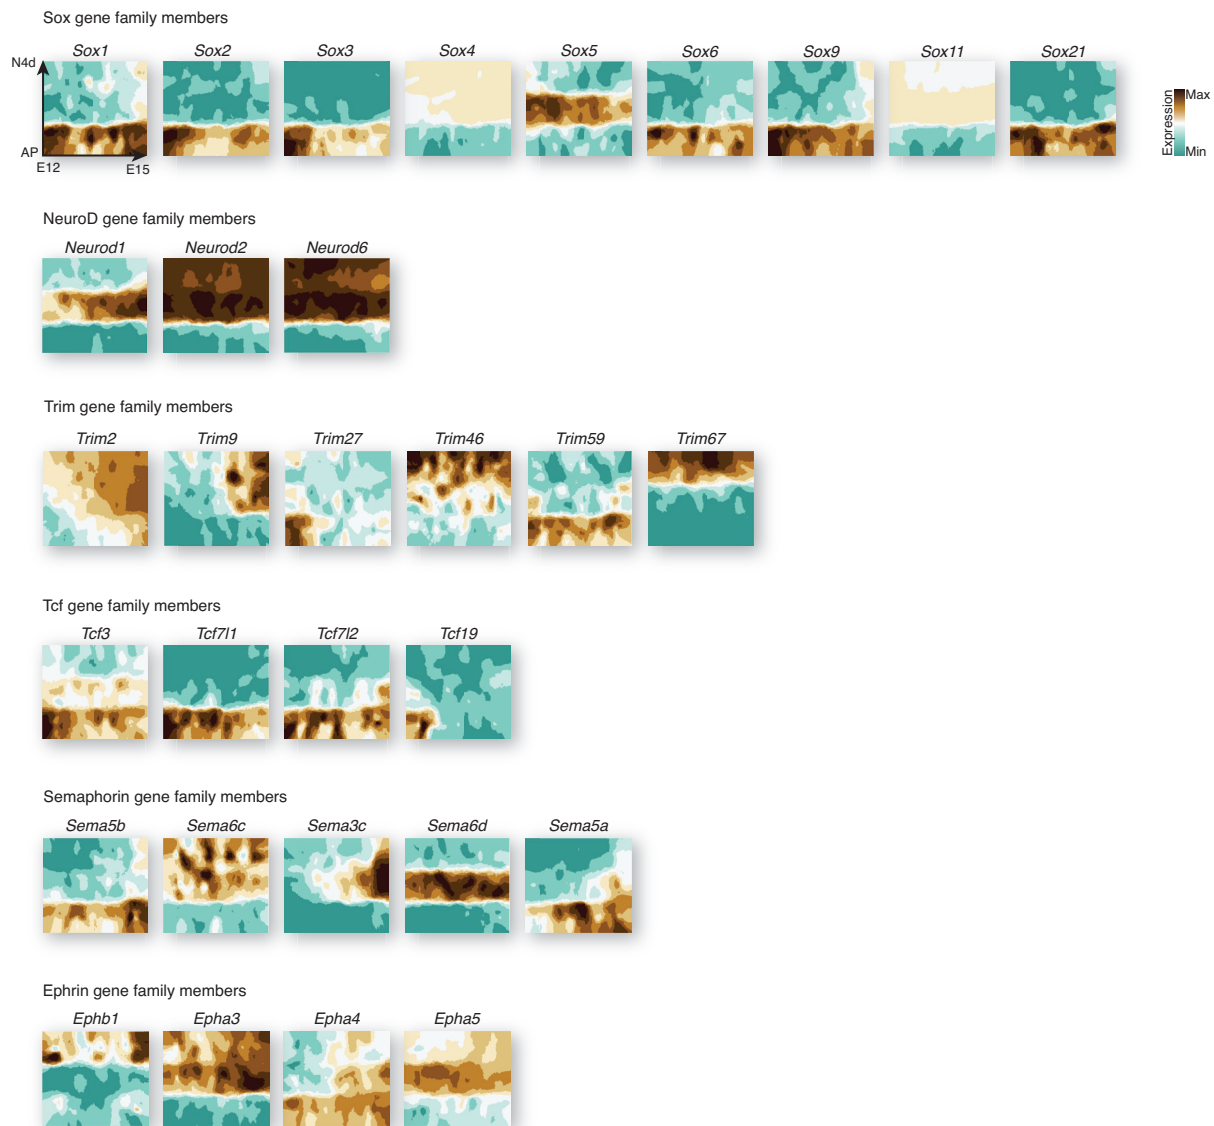 Sox gene family members
Sox1 Sox2 Sox3 Sox4 Sox5 Sox6 Sox9 Sox11 Sox21
N4d
AP
E12 E15
Expression
Max
Min
NeuroD gene family members
Neurod1 Neurod2 Neurod6
Trim gene family members
Trim2 Trim9 Trim27 Trim46 Trim59 Trim67
Tcf gene family members
Tcf3 Tcf7l1 Tcf7l2 Tcf19
Semaphorin gene family members
Sema5b Sema6c Sema3c Sema6d Sema5a
Ephrin gene family members
Ephb1 Epha3 Epha4 Epha5